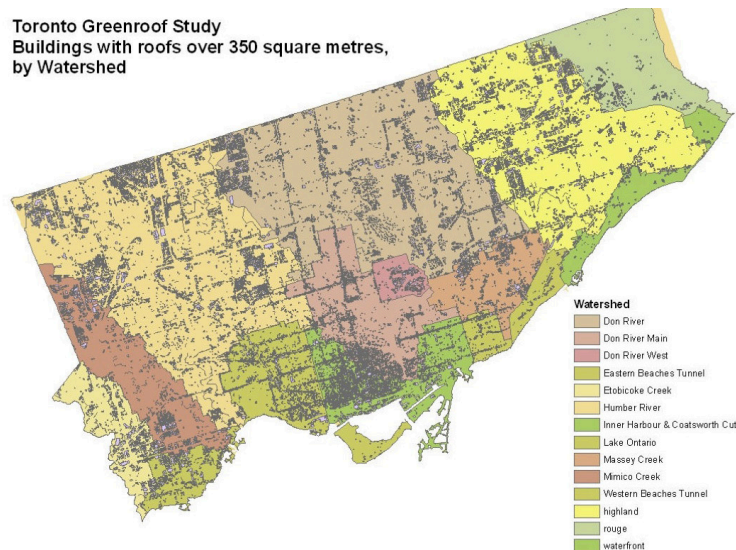 Toronto Greenroof Study
Buildings with roofs over 350 square metres,
by Watershed
Watershed
Don River
Don River Main
Don River West
Eastern Beaches Tunnel
Etobicoke Creek
Humber River
Inner Harbour & Coatsworth Cut
Lake Ontario
Massey Creek
Mimico Creek
Western Beaches Tunnel
highland
rouge
waterfront